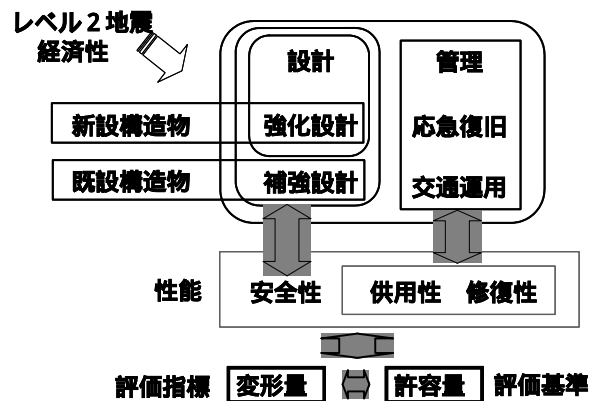 レベル２地震
経済性
設計
管理
新設構造物
強化設計
応急復旧
既設構造物
補強設計
交通運用
性能
安全性
供用性
修復性
評価指標
変形量
許容量
評価基準